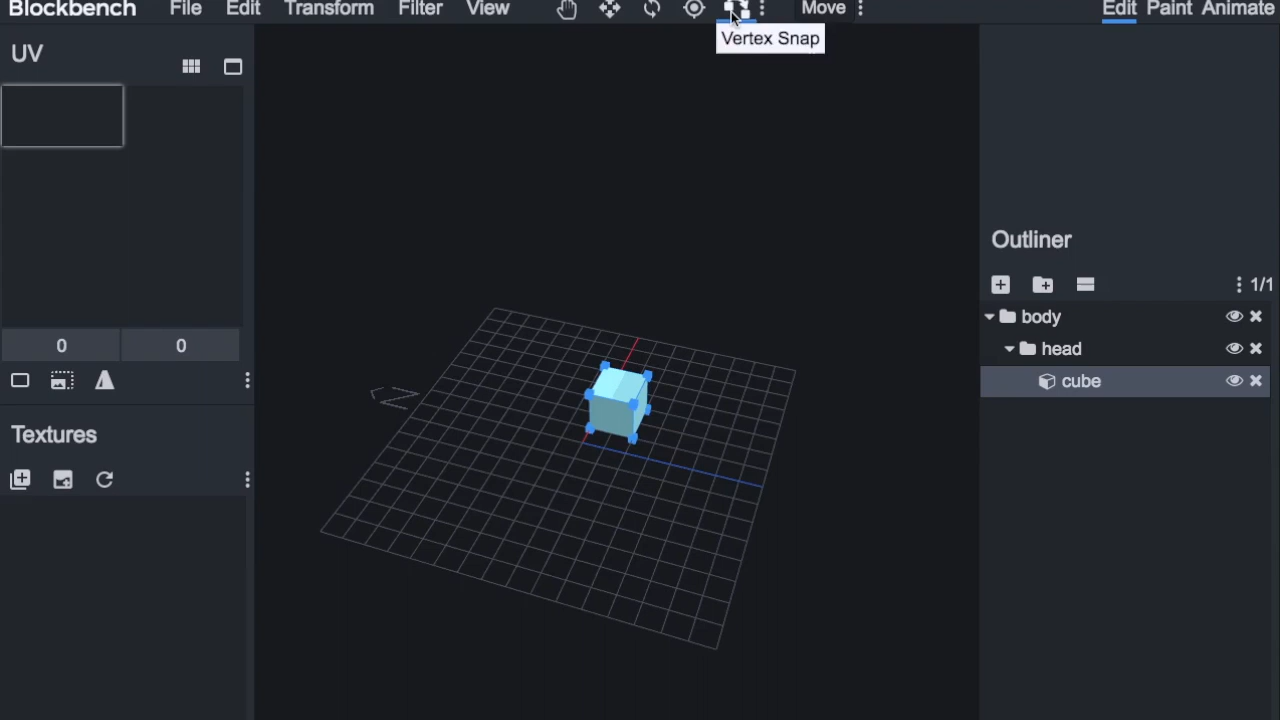 Blockbench File Edit Transform Filter View Move Edit Paint Animate
Vertex Snap
UV
0 0
Textures
Outliner
1/1
body
head
cube